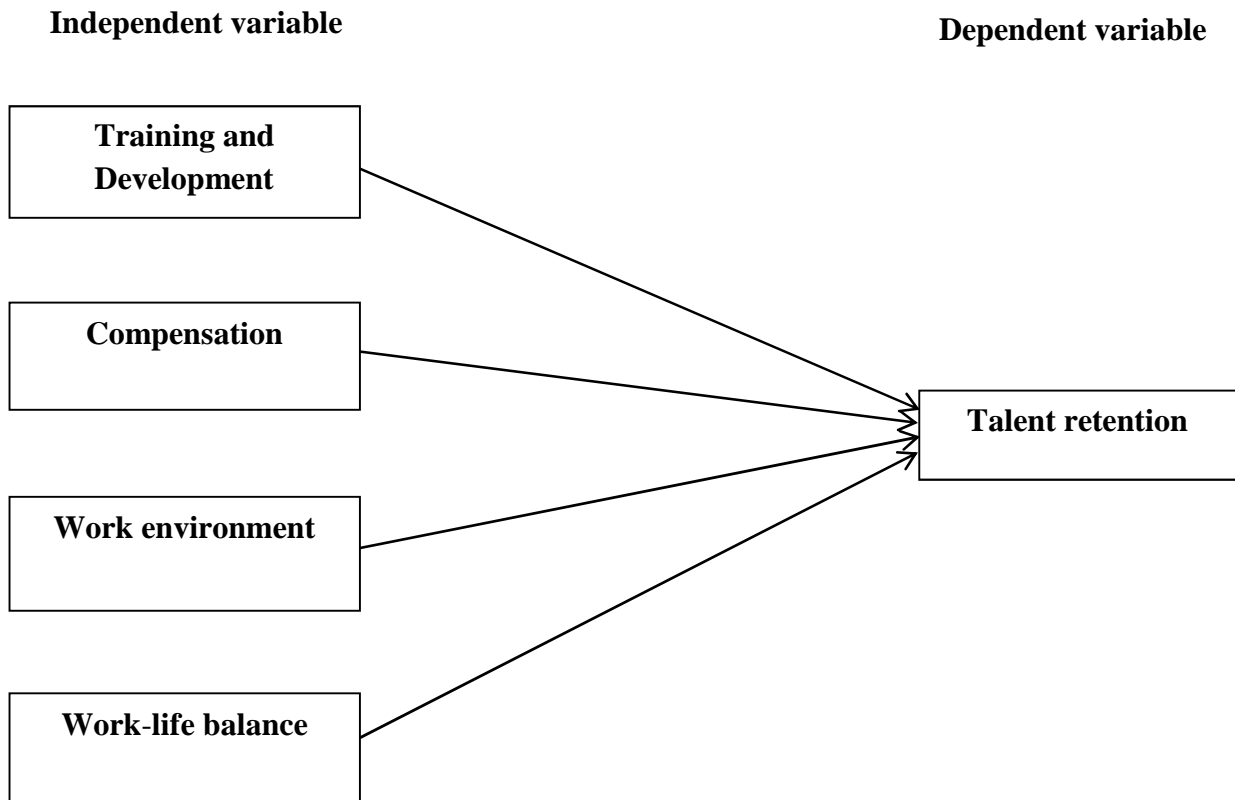 Independent variable
Dependent variable
Training and
Development
Compensation
Talent retention
Work environment
Work-life balance